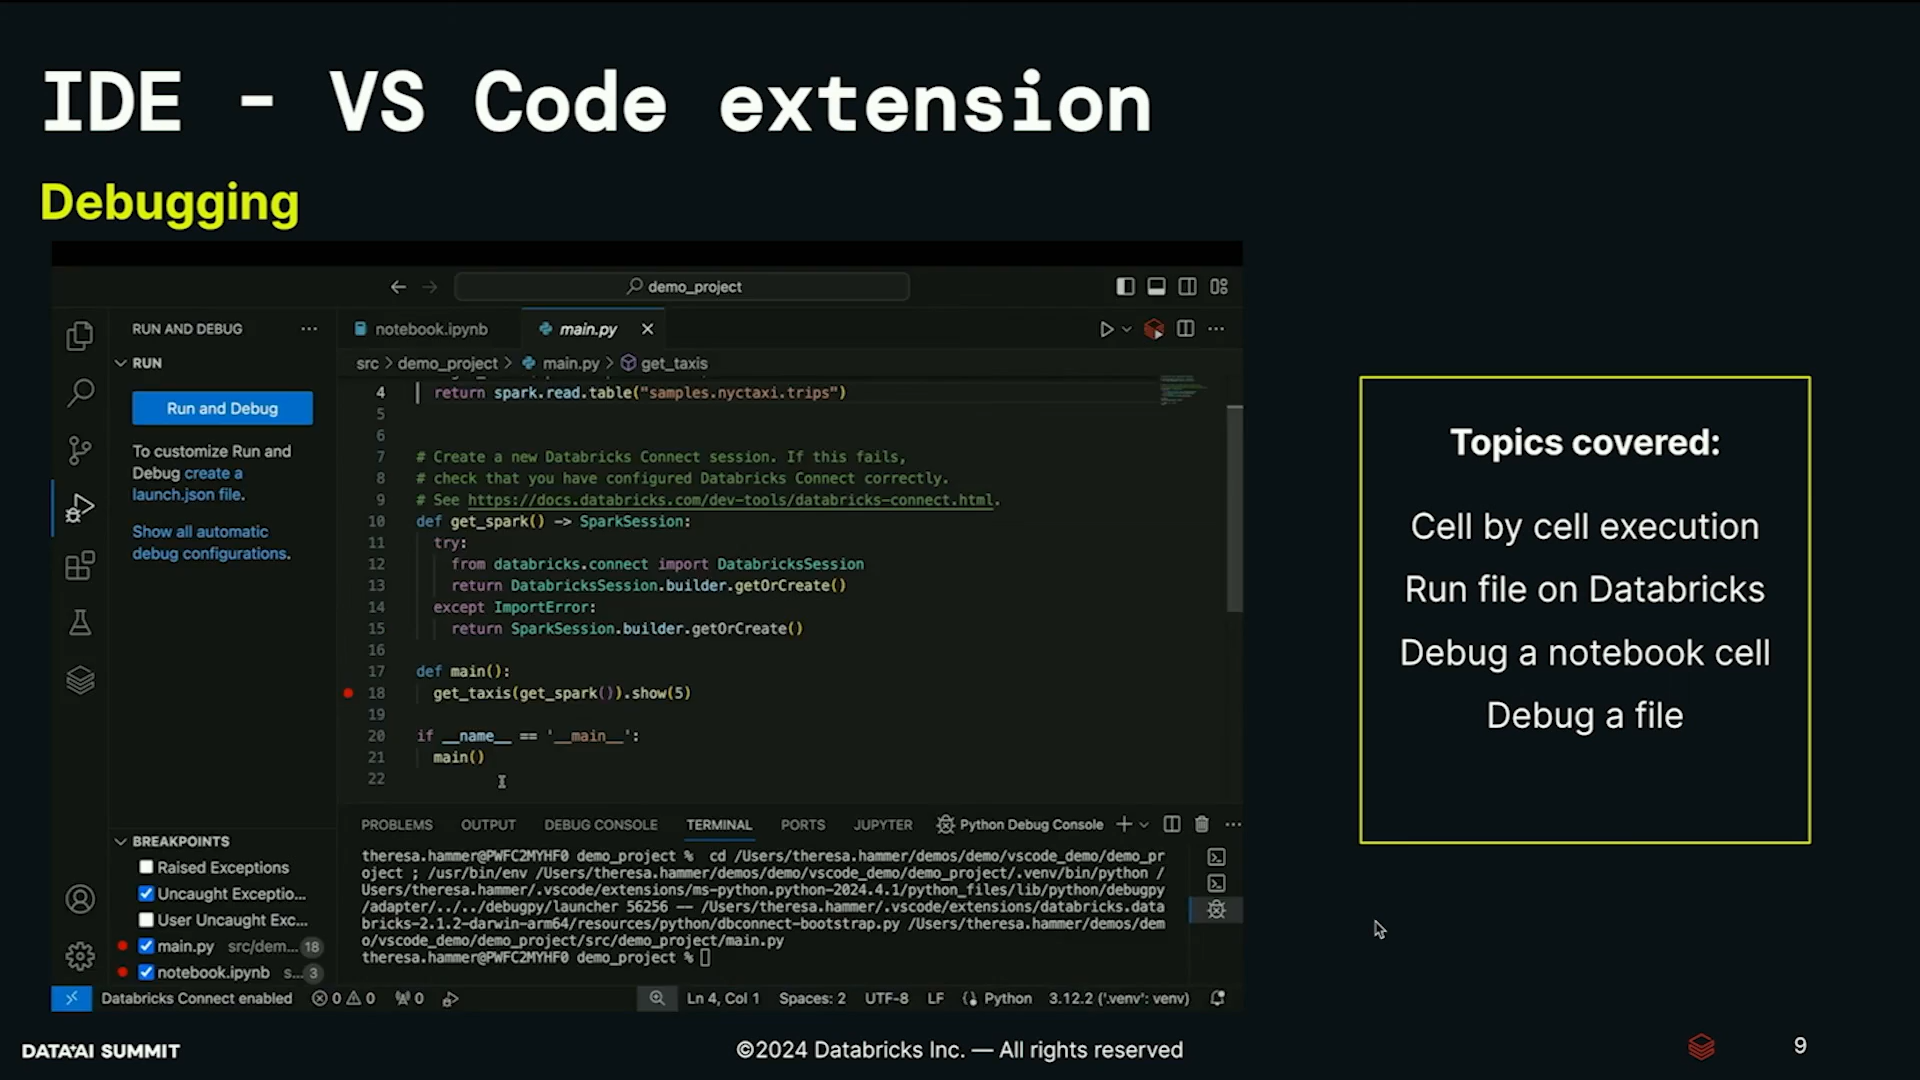 IDE - VS Code extension
Debugging
demo_project
RUN AND DEBUG
RUN
Run and Debug
To customize Run and
Debug create a
launch.json file.
Show all automatic
debug configurations.
notebook.ipynb
main.py
src > demo_project > main.py > get_taxis
4 return spark.read.table("samples.nyctaxi.trips")
5
6
7 # Create a new Databricks Connect session. If this fails,
8 # check that you have configured Databricks Connect correctly.
9 # See https://docs.databricks.com/dev-tools/databricks-connect.html.
10 def get_spark() -> SparkSession:
11 try:
12 from databricks.connect import DatabricksSession
13 return DatabricksSession.builder.getOrCreate()
14 except ImportError:
15 return SparkSession.builder.getOrCreate()
16
17 def main():
18 get_taxis(get_spark()).show(5)
19
20 if __name__ == '__main__':
21 main()
22
BREAKPOINTS
Raised Exceptions
Uncaught Exceptio...
User Uncaught Exc...
main.py src/dem... 18
notebook.ipynb s... 3
PROBLEMS OUTPUT DEBUG CONSOLE TERMINAL PORTS JUPYTER Python Debug Console
theresa.hammer@PWFC2MYHF0 demo_project % cd /Users/theresa.hammer/demos/demo/vscode_demo/demo_pr
oject ; /usr/bin/env /Users/theresa.hammer/demos/demo/vscode_demo/demo_project/.venv/bin/python /
Users/theresa.hammer/.vscode/extensions/ms-python.python-2024.4.1/python_files/lib/python/debugpy
/adapter/../../debugpy/launcher 56256 -- /Users/theresa.hammer/.vscode/extensions/databricks.data
bricks-2.1.2-darwin-arm64/resources/python/dbconnect-bootstrap.py /Users/theresa.hammer/demos/dem
o/vscode_demo/demo_project/src/demo_project/main.py
theresa.hammer@PWFC2MYHF0 demo_project %
Databricks Connect enabled 0 0 0 Ln 4, Col 1 Spaces: 2 UTF-8 LF Python 3.12.2 ('.venv': venv)
Topics covered:
Cell by cell execution
Run file on Databricks
Debug a notebook cell
Debug a file
DATA+AI SUMMIT
©2024 Databricks Inc. — All rights reserved
9